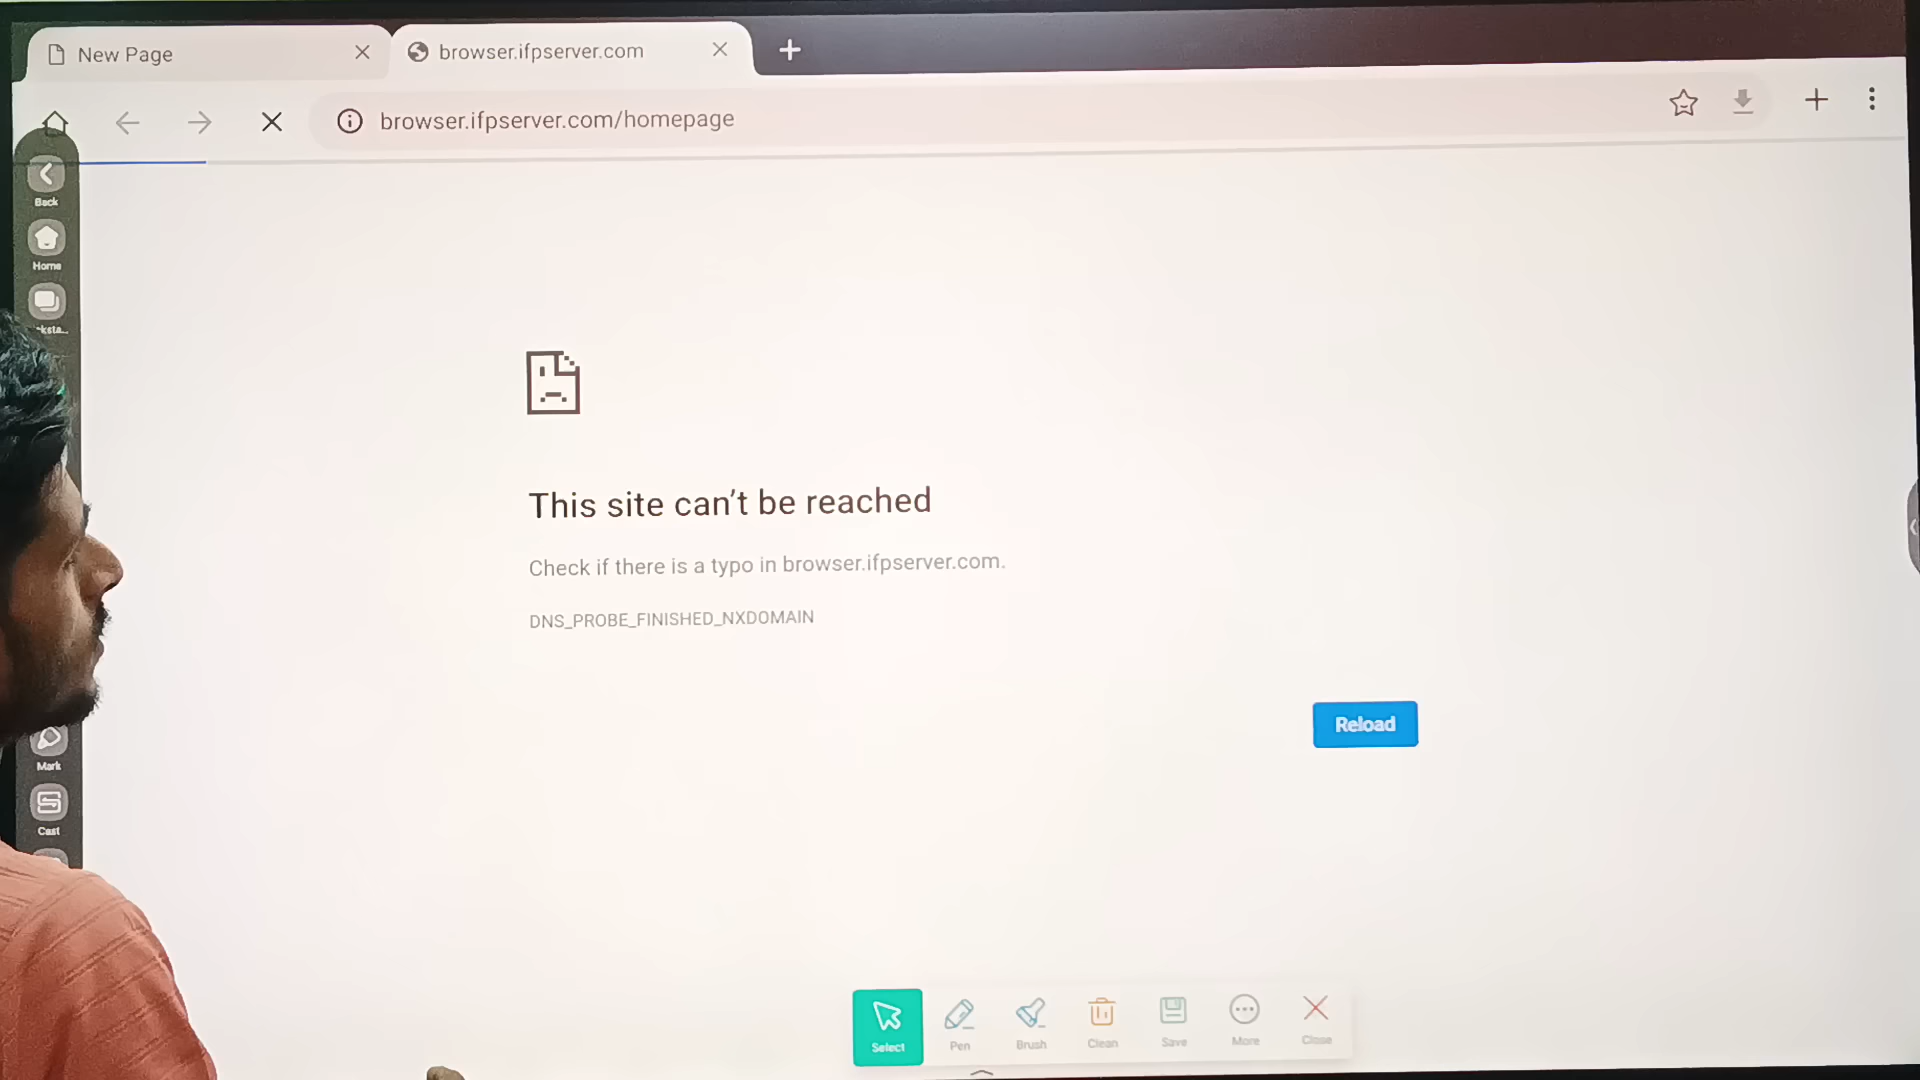 New Page
browser.ifpserver.com
browser.ifpserver.com/homepage
Back
Home
This site can't be reached
Check if there is a typo in browser.ifpserver.com.
DNS_PROBE_FINISHED_NXDOMAIN
Reload
Mark
Cast
Select Pen Brush Clean Save More Close